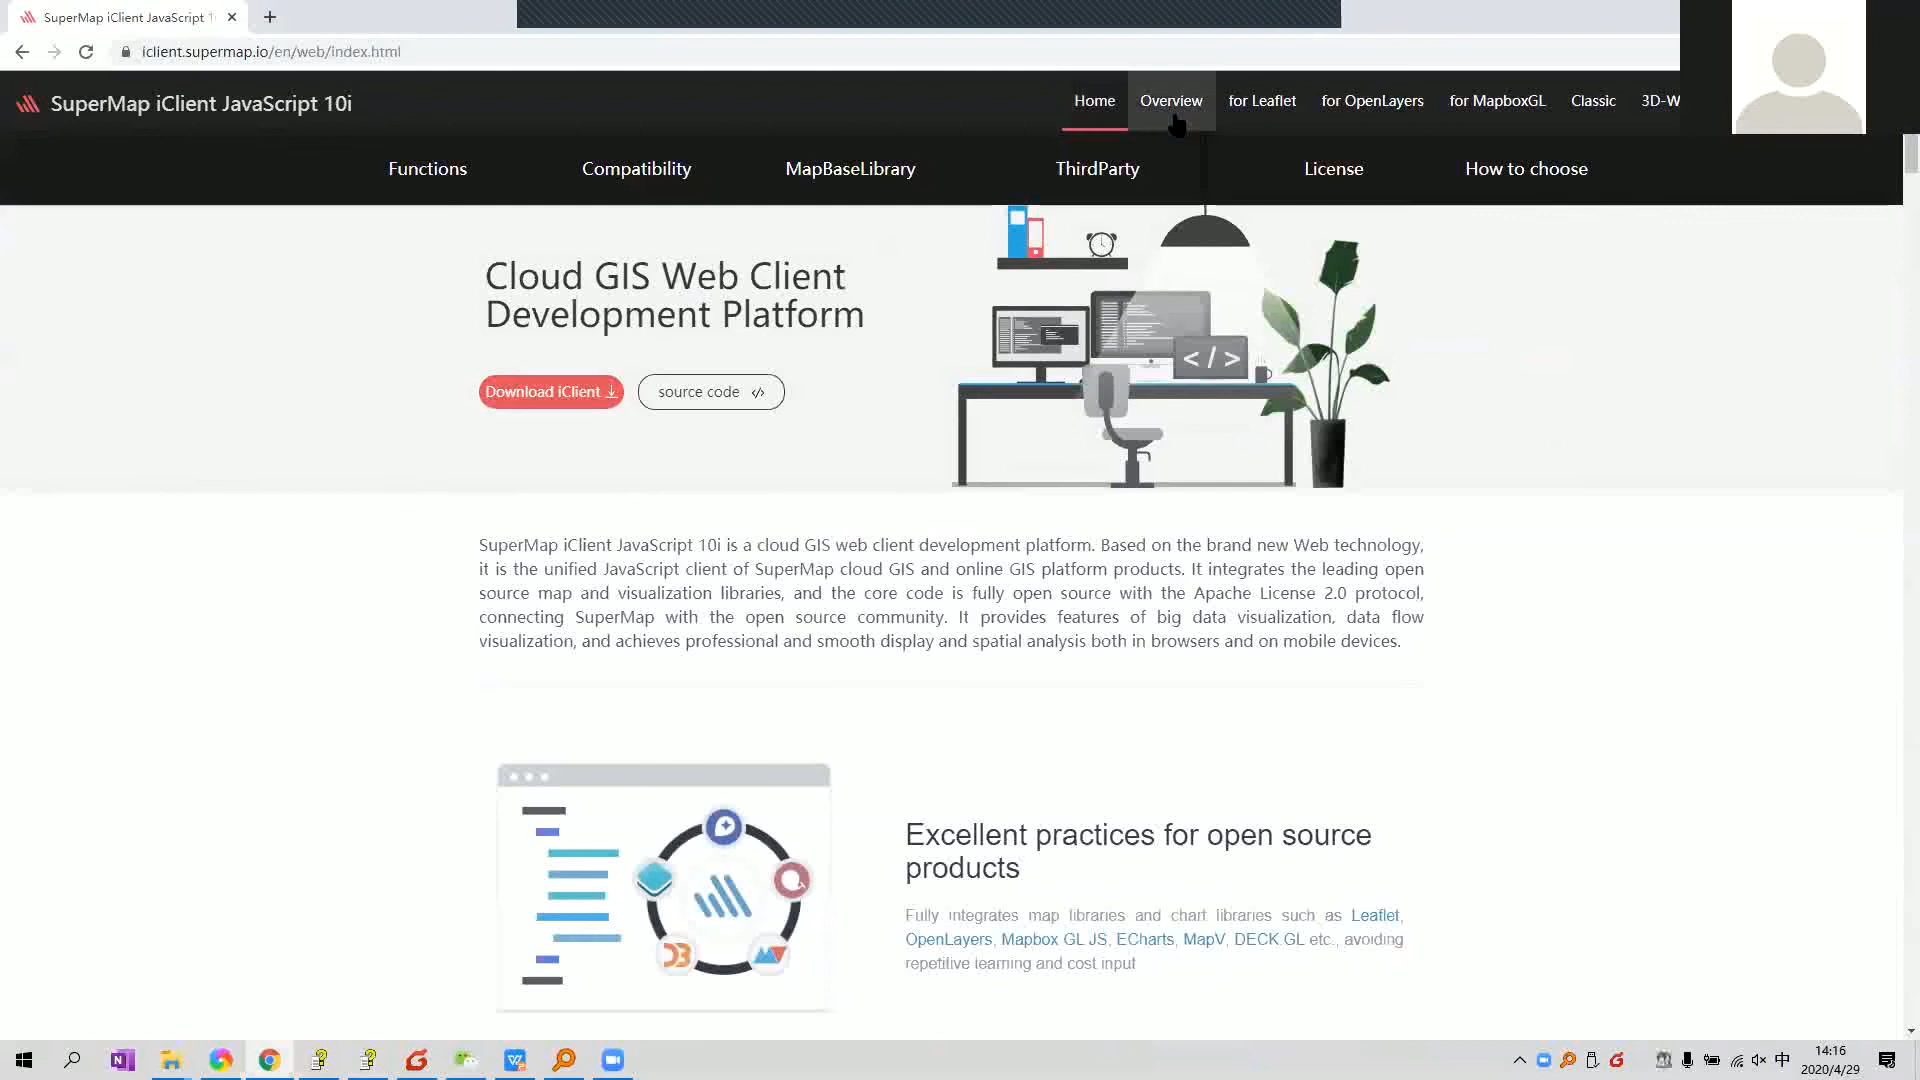 SuperMap iClient JavaScript 1
iclient.supermap.io/en/web/index.html
SuperMap iClient JavaScript 10i
Home Overview for Leaflet for OpenLayers for MapboxGL Classic 3D-W
Functions Compatibility MapBaseLibrary ThirdParty License How to choose
Cloud GIS Web Client
Development Platform
Download iClient source code </>
</>
SuperMap iClient JavaScript 10i is a cloud GIS web client development platform. Based on the brand new Web technology,
it is the unified JavaScript client of SuperMap cloud GIS and online GIS platform products. It integrates the leading open
source map and visualization libraries, and the core code is fully open source with the Apache License 2.0 protocol,
connecting SuperMap with the open source community. It provides features of big data visualization, data flow
visualization, and achieves professional and smooth display and spatial analysis both in browsers and on mobile devices.
D3
Excellent practices for open source
products
Fully integrates map libraries and chart libraries such as Leaflet,
OpenLayers, Mapbox GL JS, ECharts, MapV, DECK.GL etc., avoiding
repetitive learning and cost input
中
14:16
2020/4/29